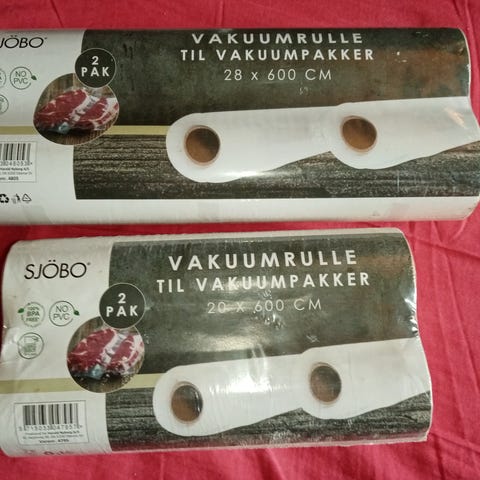 SJÖBO
2
PAK
VAKUUMRULLE
TIL VAKUUMPAKKER
28 x 600 CM
NO
PVC
SJÖBO®
2
PAK
VAKUUMRULLE
TIL VAKUUMPAKKER
20 x 600 CM
100%
BPA
FREE
NO
PVC